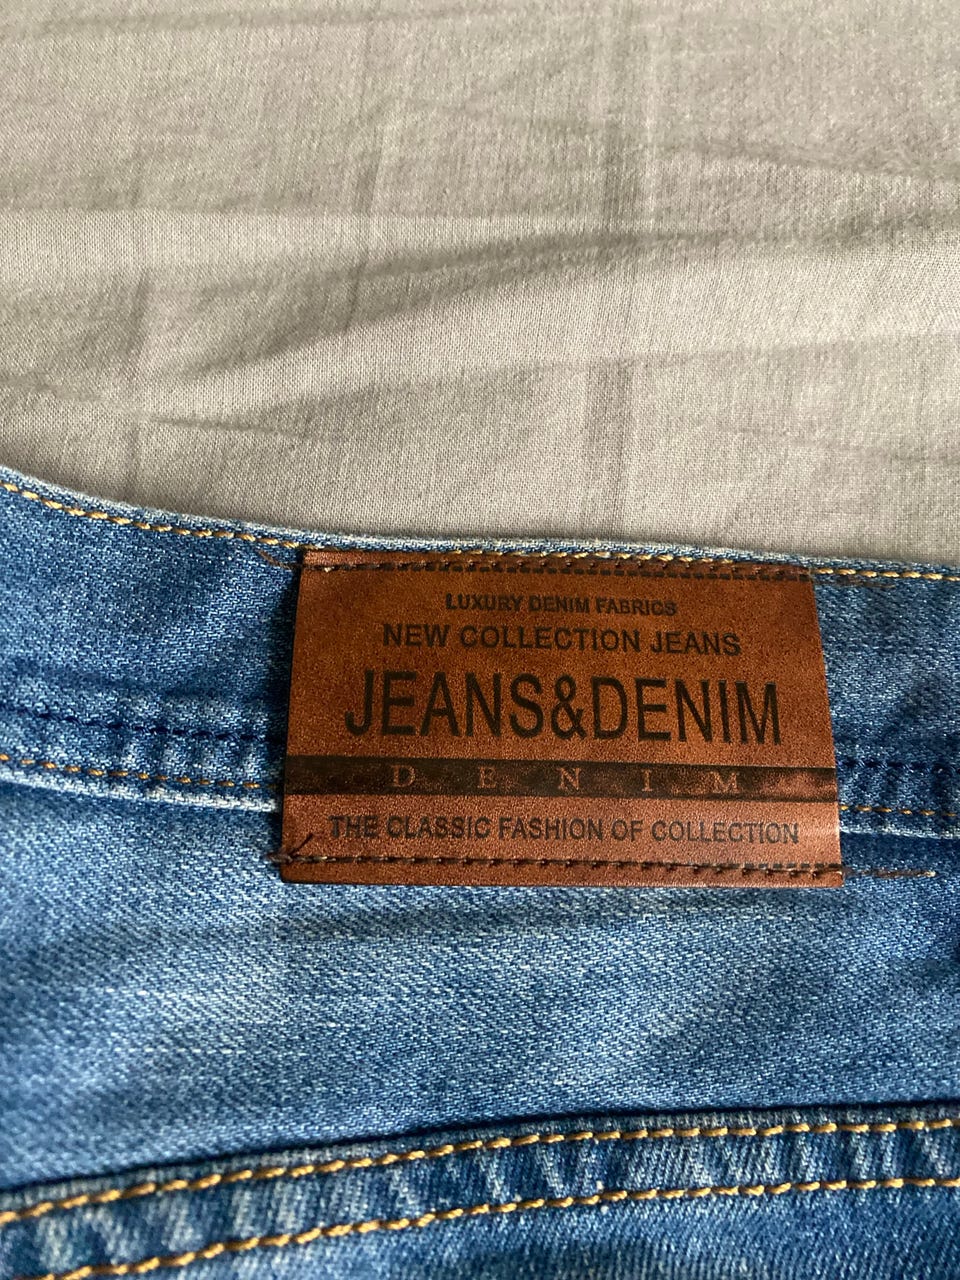 LUXURY DENIM FABRICS
NEW COLLECTION JEANS
JEANS&DENIM
DENIM
THE CLASSIC FASHION OF COLLECTION